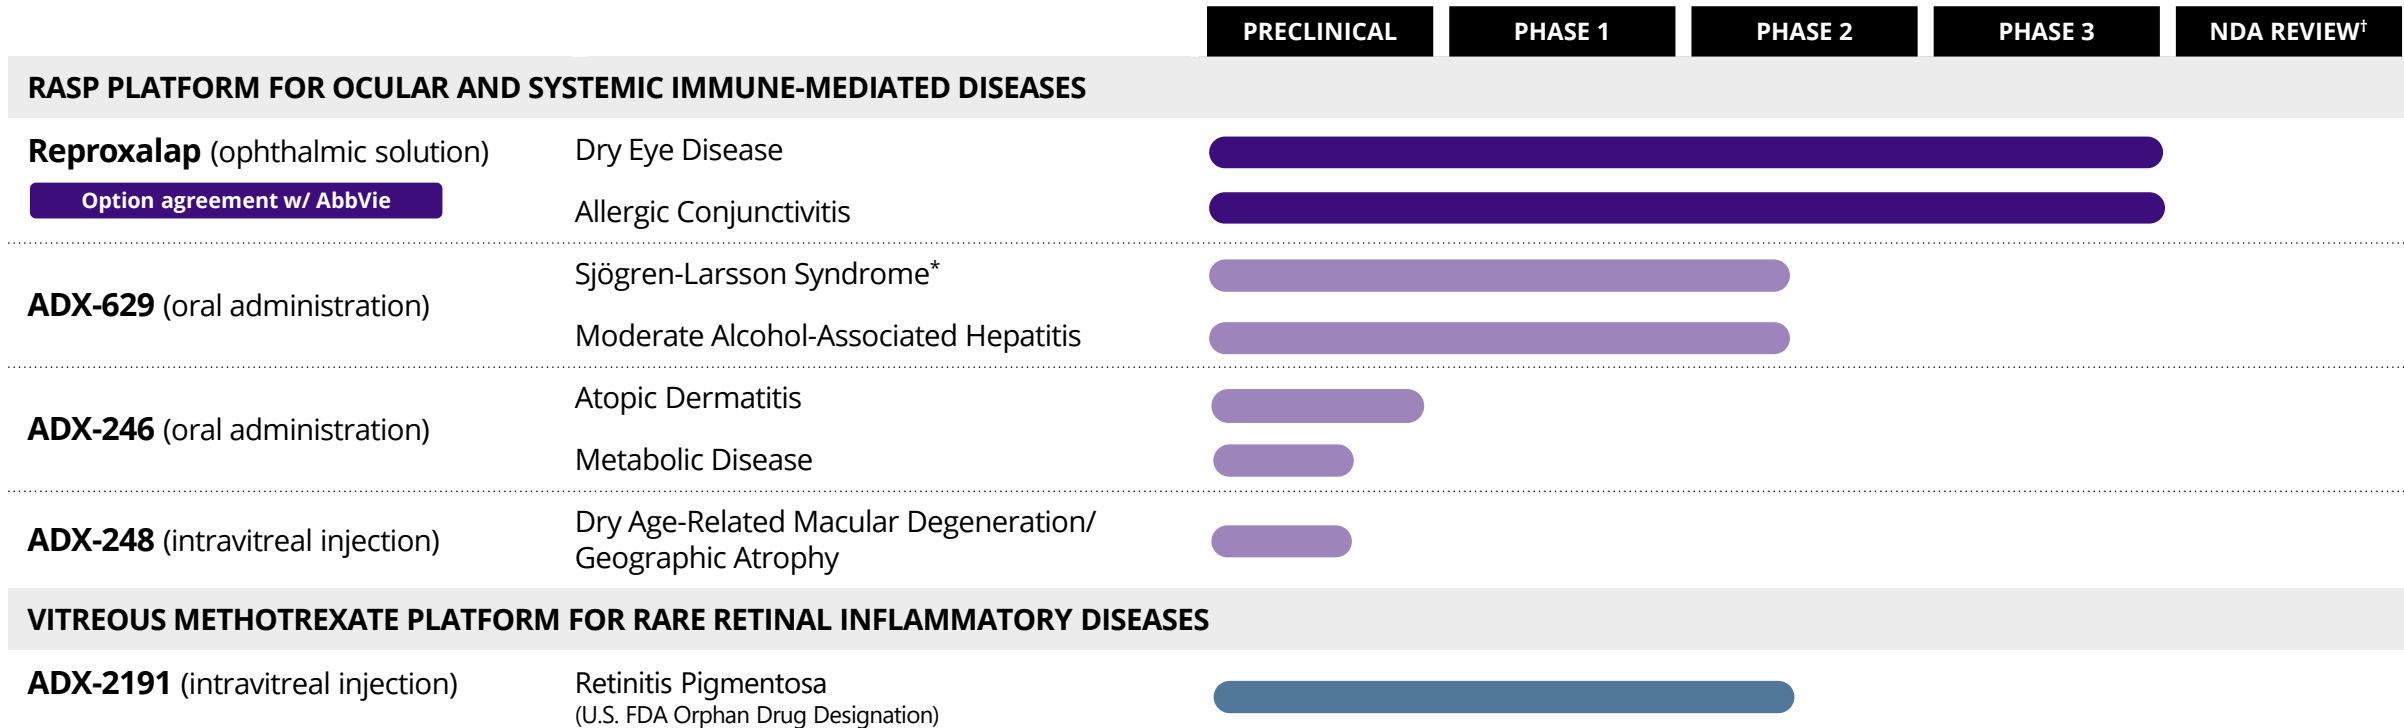 PRECLINICAL PHASE 1 PHASE 2 PHASE 3 NDA REVIEW†
RASP PLATFORM FOR OCULAR AND SYSTEMIC IMMUNE-MEDIATED DISEASES
Reproxalap (ophthalmic solution) Dry Eye Disease
Option agreement w/ AbbVie
Allergic Conjunctivitis
Sjögren-Larsson Syndrome*
ADX-629 (oral administration)
Moderate Alcohol-Associated Hepatitis
Atopic Dermatitis
ADX-246 (oral administration)
Metabolic Disease
ADX-248 (intravitreal injection)
Dry Age-Related Macular Degeneration/
Geographic Atrophy
VITREOUS METHOTREXATE PLATFORM FOR RARE RETINAL INFLAMMATORY DISEASES
ADX-2191 (intravitreal injection) Retinitis Pigmentosa
(U.S. FDA Orphan Drug Designation)